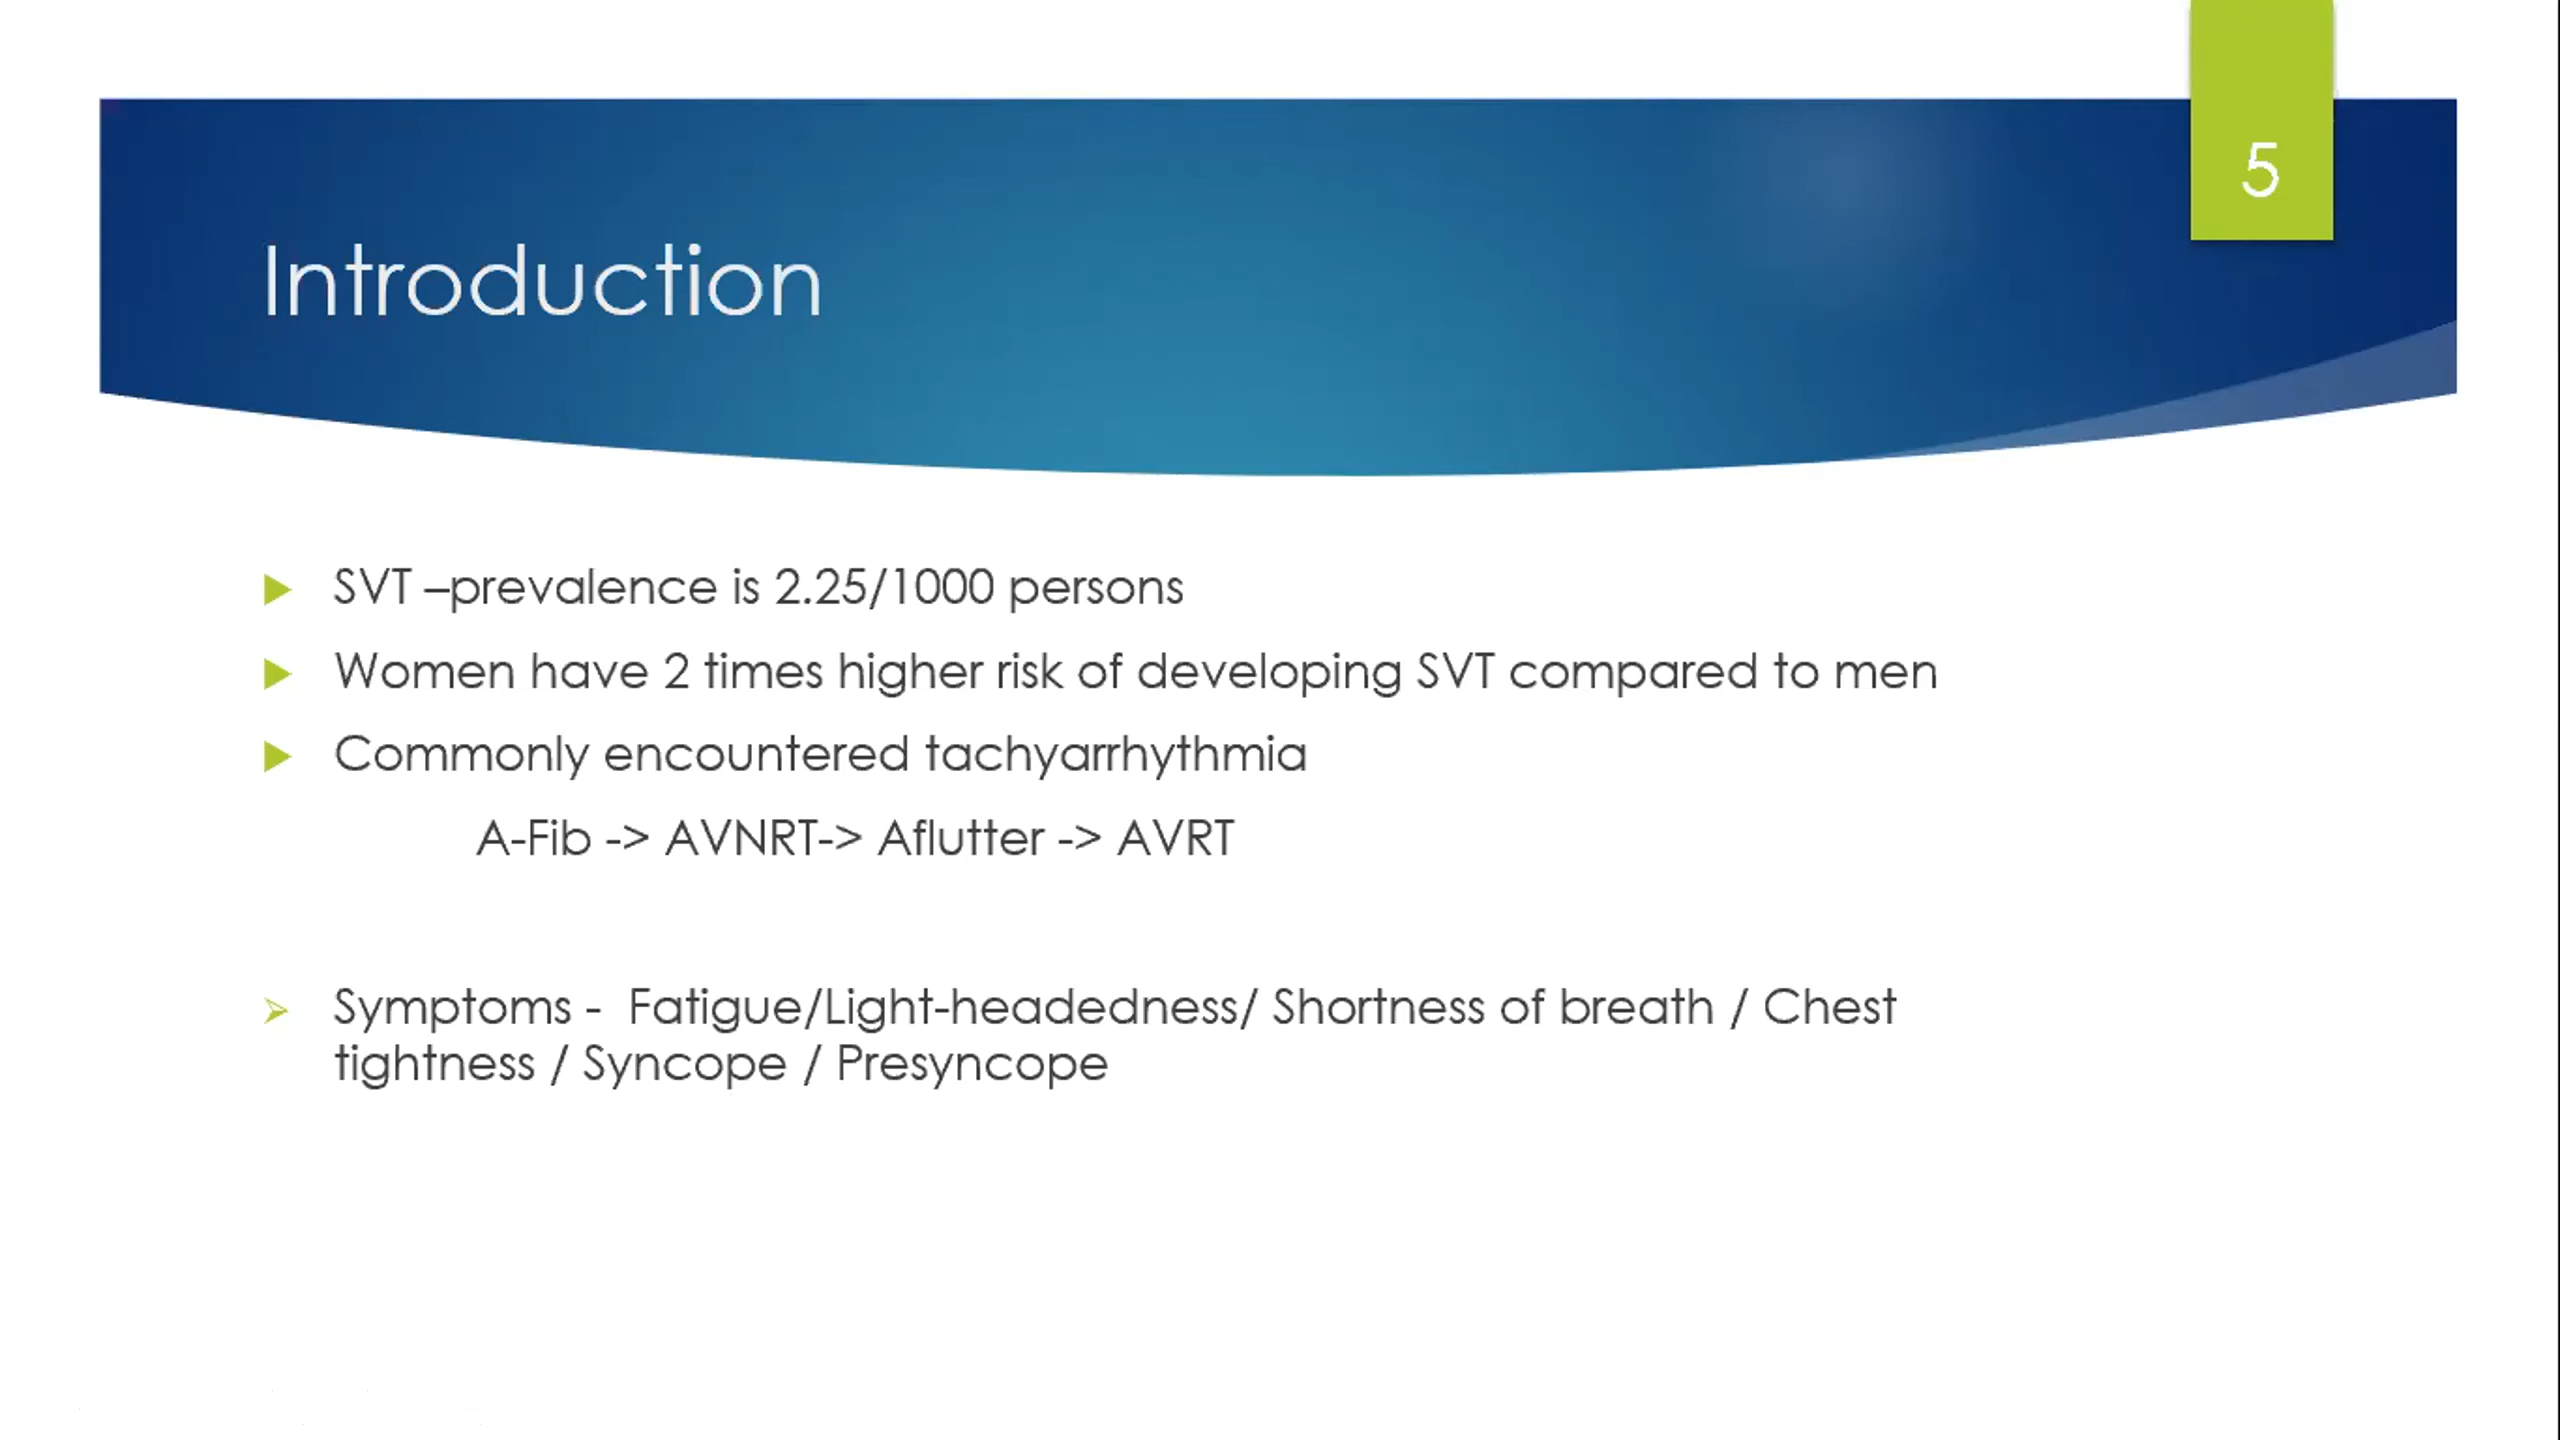 5
Introduction
SVT –prevalence is 2.25/1000 persons
Women have 2 times higher risk of developing SVT compared to men
Commonly encountered tachyarrhythmia
A-Fib -> AVNRT-> Aflutter -> AVRT
Symptoms -  Fatigue/Light-headedness/ Shortness of breath / Chest
tightness / Syncope / Presyncope